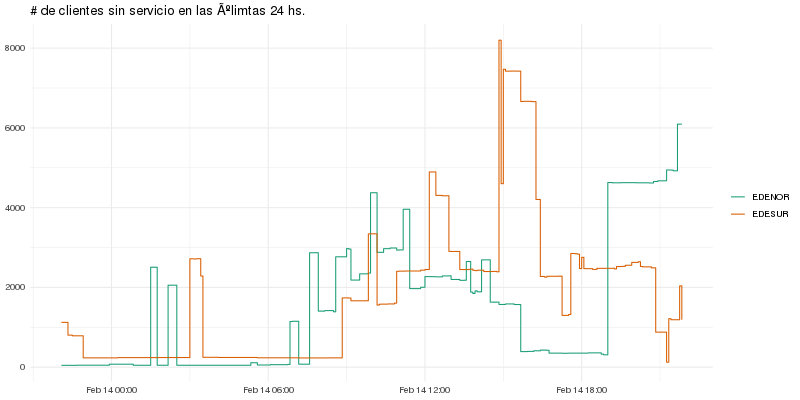 # de clientes sin servicio en las Ãºlimtas 24 hs.
8000
6000
4000
2000
0
Feb 14 00:00
Feb 14 06:00
Feb 14 12:00
Feb 14 18:00
EDENOR
EDESUR